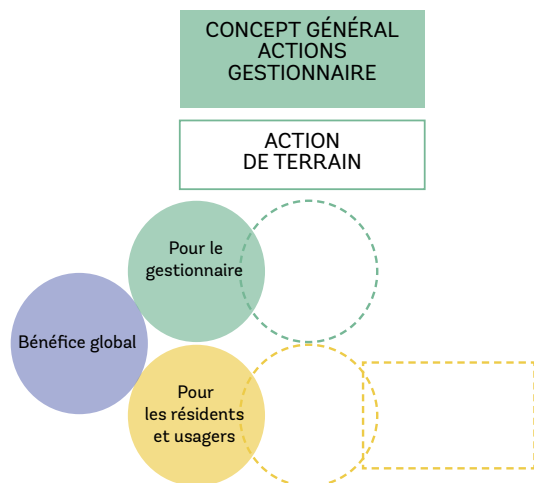 CONCEPT GÉNÉRAL
ACTIONS
GESTIONNAIRE
ACTION
DE TERRAIN
Pour le
gestionnaire
Bénéfice global
Pour
les résidents
et usagers